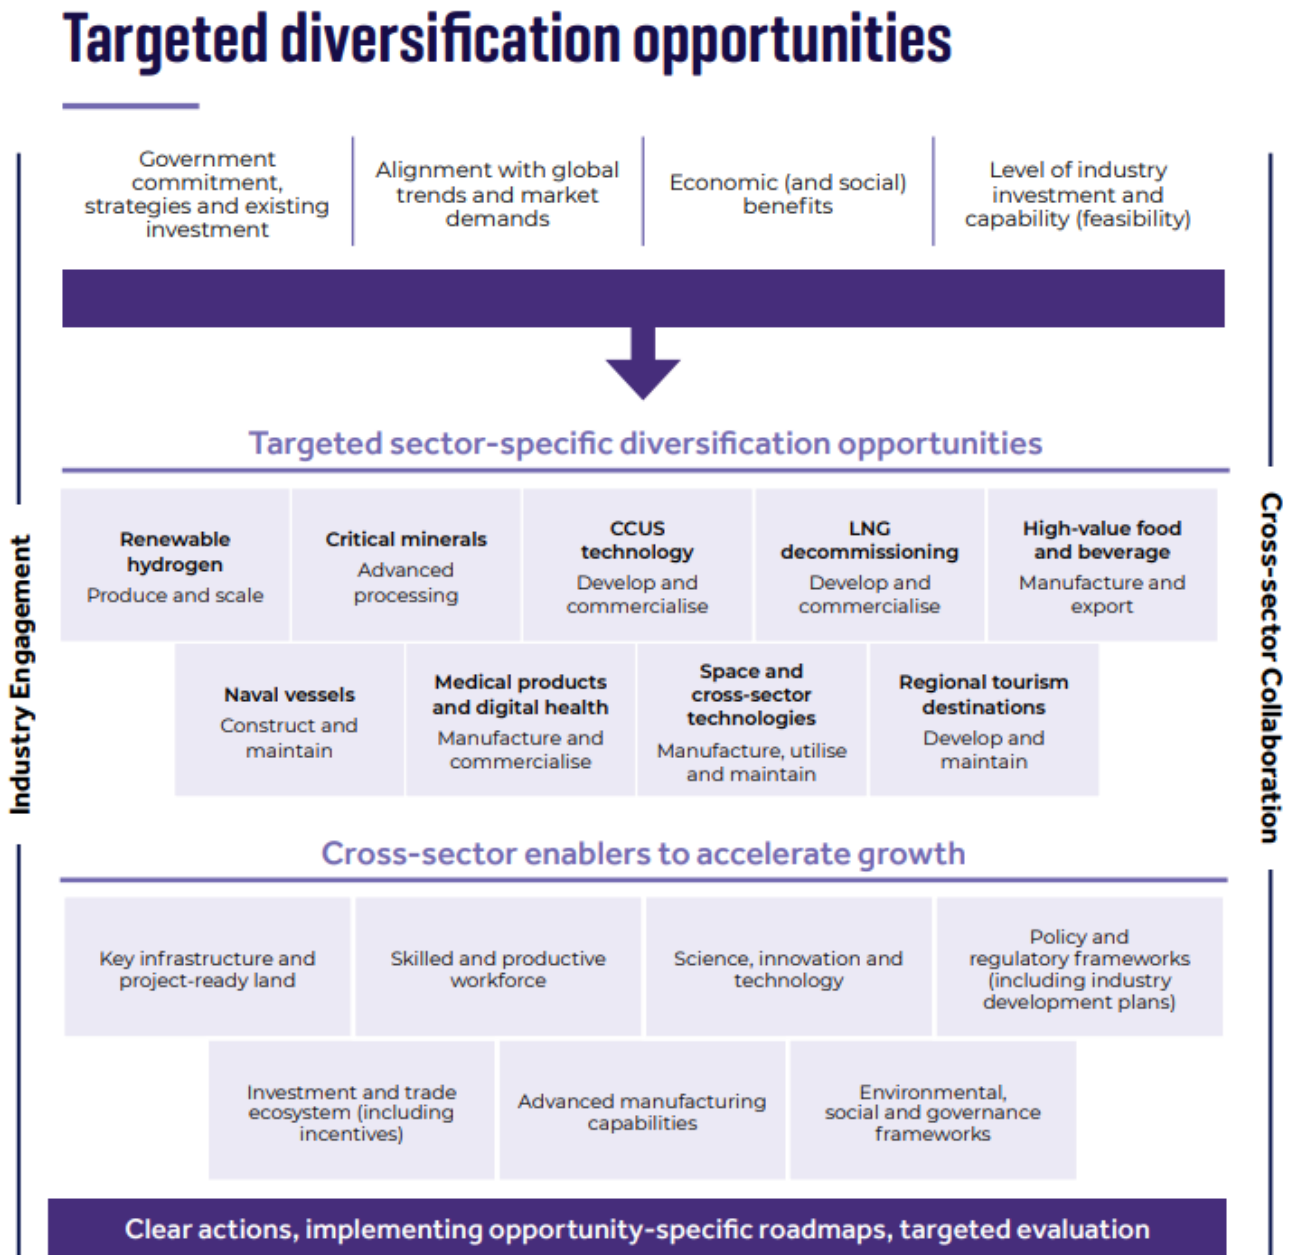 Targeted diversification opportunities
Government
commitment,
strategies and existing
investment
Alignment with global
trends and market
demands
Economic (and social)
benefits
Level of industry
investment and
capability (feasibility)
Industry Engagement
Cross-sector Collaboration
Targeted sector-specific diversification opportunities
Renewable
hydrogen
Produce and scale
Critical minerals
Advanced
processing
CCUS
technology
Develop and
commercialise
LNG
decommissioning
Develop and
commercialise
High-value food
and beverage
Manufacture and
export
Naval vessels
Construct and
maintain
Medical products
and digital health
Manufacture and
commercialise
Space and
cross-sector
technologies
Manufacture, utilise
and maintain
Regional tourism
destinations
Develop and
maintain
Cross-sector enablers to accelerate growth
Key infrastructure and
project-ready land
Skilled and productive
workforce
Science, innovation and
technology
Policy and
regulatory frameworks
(including industry
development plans)
Investment and trade
ecosystem (including
incentives)
Advanced manufacturing
capabilities
Environmental,
social and governance
frameworks
Clear actions, implementing opportunity-specific roadmaps, targeted evaluation